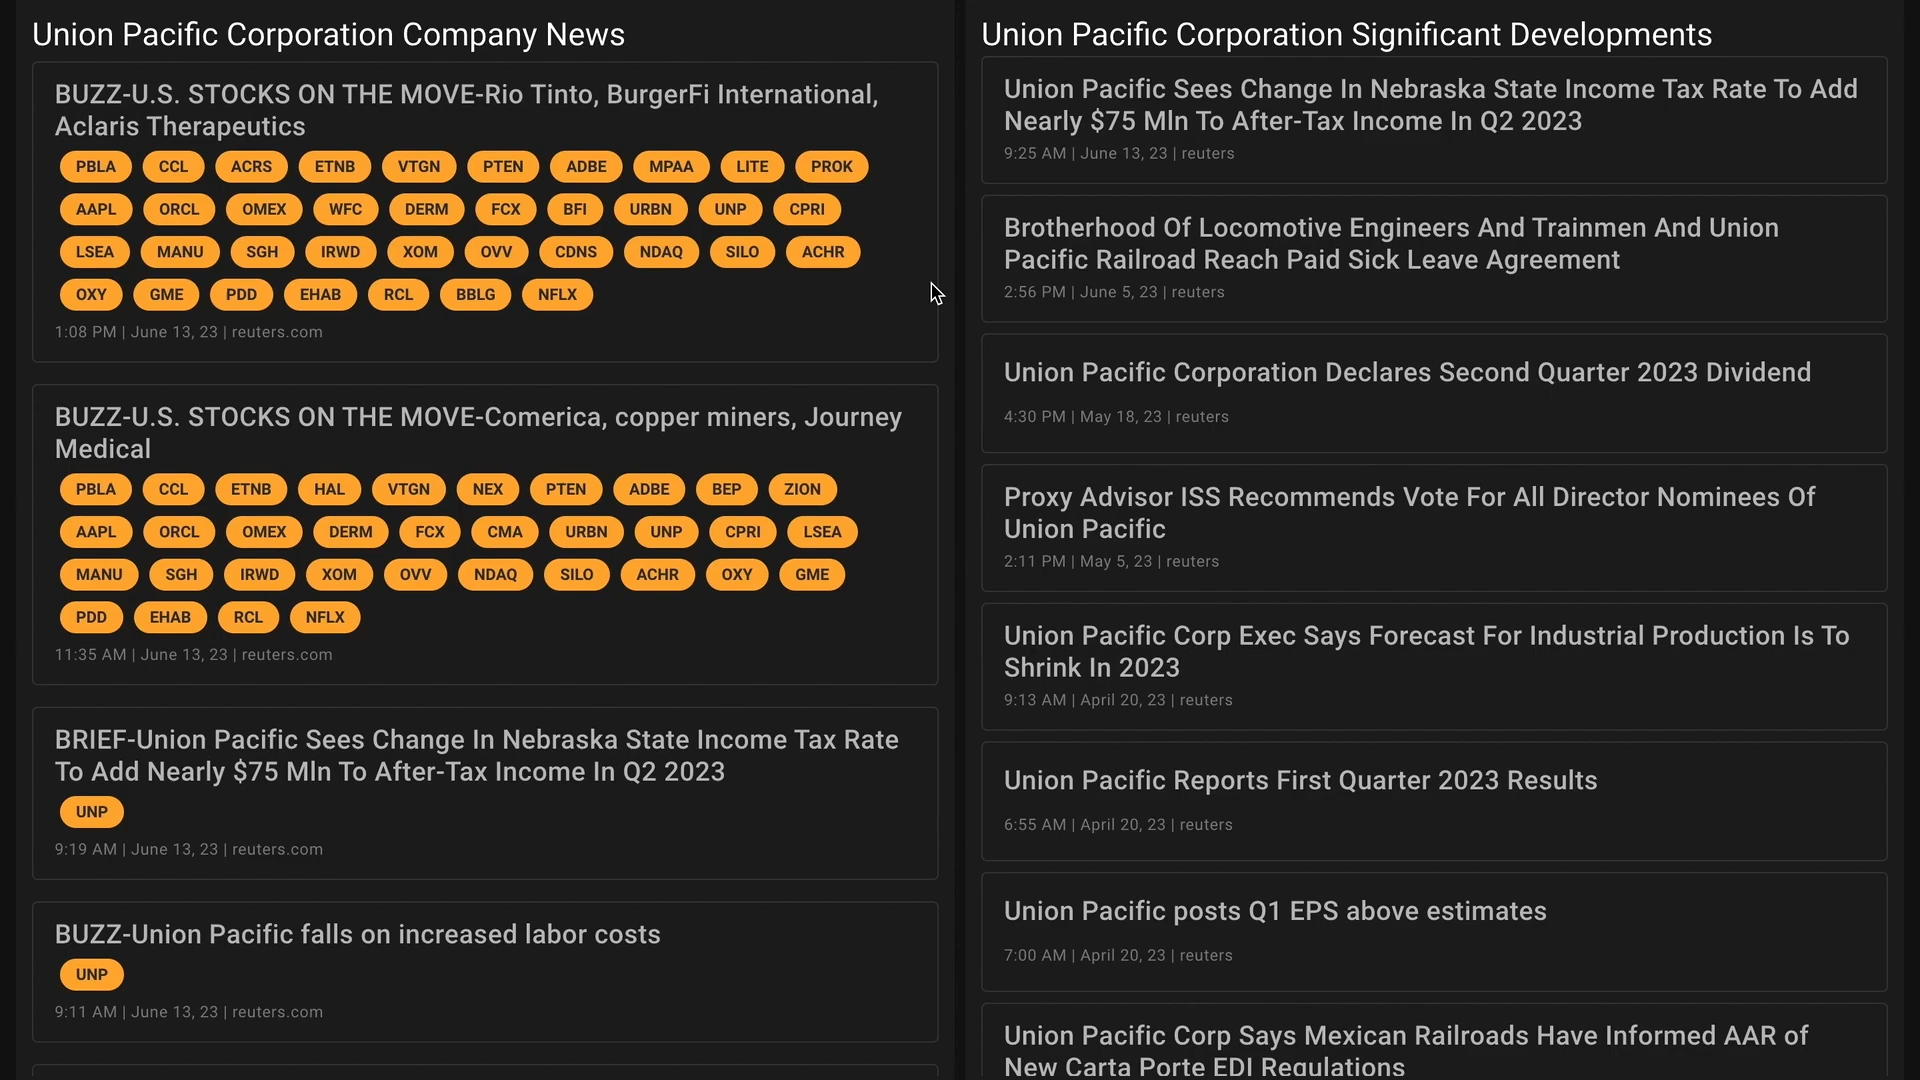 Union Pacific Corporation Company News
BUZZ-U.S. STOCKS ON THE MOVE-Rio Tinto, BurgerFi International,
Aclaris Therapeutics
PBLA CCL ACRS ETNB VTGN PTEN ADBE MPAA LITE PROK
AAPL ORCL OMEX WFC DERM FCX BFI URBN UNP CPRI
LSEA MANU SGH IRWD XOM OVV CDNS NDAQ SILO ACHR
OXY GME PDD EHAB RCL BBLG NFLX
1:08 PM | June 13, 23 | reuters.com
BUZZ-U.S. STOCKS ON THE MOVE-Comerica, copper miners, Journey
Medical
PBLA CCL ETNB HAL VTGN NEX PTEN ADBE BEP ZION
AAPL ORCL OMEX DERM FCX CMA URBN UNP CPRI LSEA
MANU SGH IRWD XOM OVV NDAQ SILO ACHR OXY GME
PDD EHAB RCL NFLX
11:35 AM | June 13, 23 | reuters.com
BRIEF-Union Pacific Sees Change In Nebraska State Income Tax Rate
To Add Nearly $75 Mln To After-Tax Income In Q2 2023
UNP
9:19 AM | June 13, 23 | reuters.com
BUZZ-Union Pacific falls on increased labor costs
UNP
9:11 AM | June 13, 23 | reuters.com
Union Pacific Corporation Significant Developments
Union Pacific Sees Change In Nebraska State Income Tax Rate To Add
Nearly $75 Mln To After-Tax Income In Q2 2023
9:25 AM | June 13, 23 | reuters
Brotherhood Of Locomotive Engineers And Trainmen And Union
Pacific Railroad Reach Paid Sick Leave Agreement
2:56 PM | June 5, 23 | reuters
Union Pacific Corporation Declares Second Quarter 2023 Dividend
4:30 PM | May 18, 23 | reuters
Proxy Advisor ISS Recommends Vote For All Director Nominees Of
Union Pacific
2:11 PM | May 5, 23 | reuters
Union Pacific Corp Exec Says Forecast For Industrial Production Is To
Shrink In 2023
9:13 AM | April 20, 23 | reuters
Union Pacific Reports First Quarter 2023 Results
6:55 AM | April 20, 23 | reuters
Union Pacific posts Q1 EPS above estimates
7:00 AM | April 20, 23 | reuters
Union Pacific Corp Says Mexican Railroads Have Informed AAR of
New Carta Porte EDI Regulations